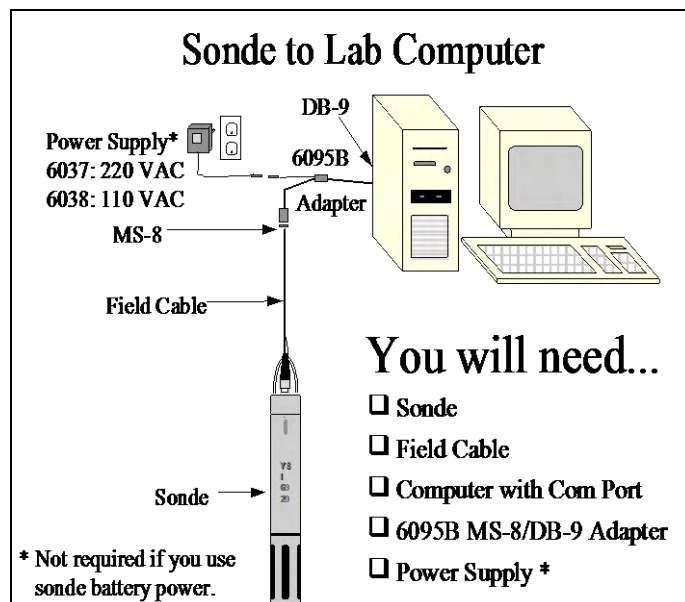 Sonde to Lab Computer
DB-9
Power Supply*
6037: 220 VAC
6038: 110 VAC
6095B
Adapter
MS-8
Field Cable
Sonde
* Not required if you use
sonde battery power.
You will need...
❑ Sonde
❑ Field Cable
❑ Computer with Com Port
❑ 6095B MS-8/DB-9 Adapter
❑ Power Supply *